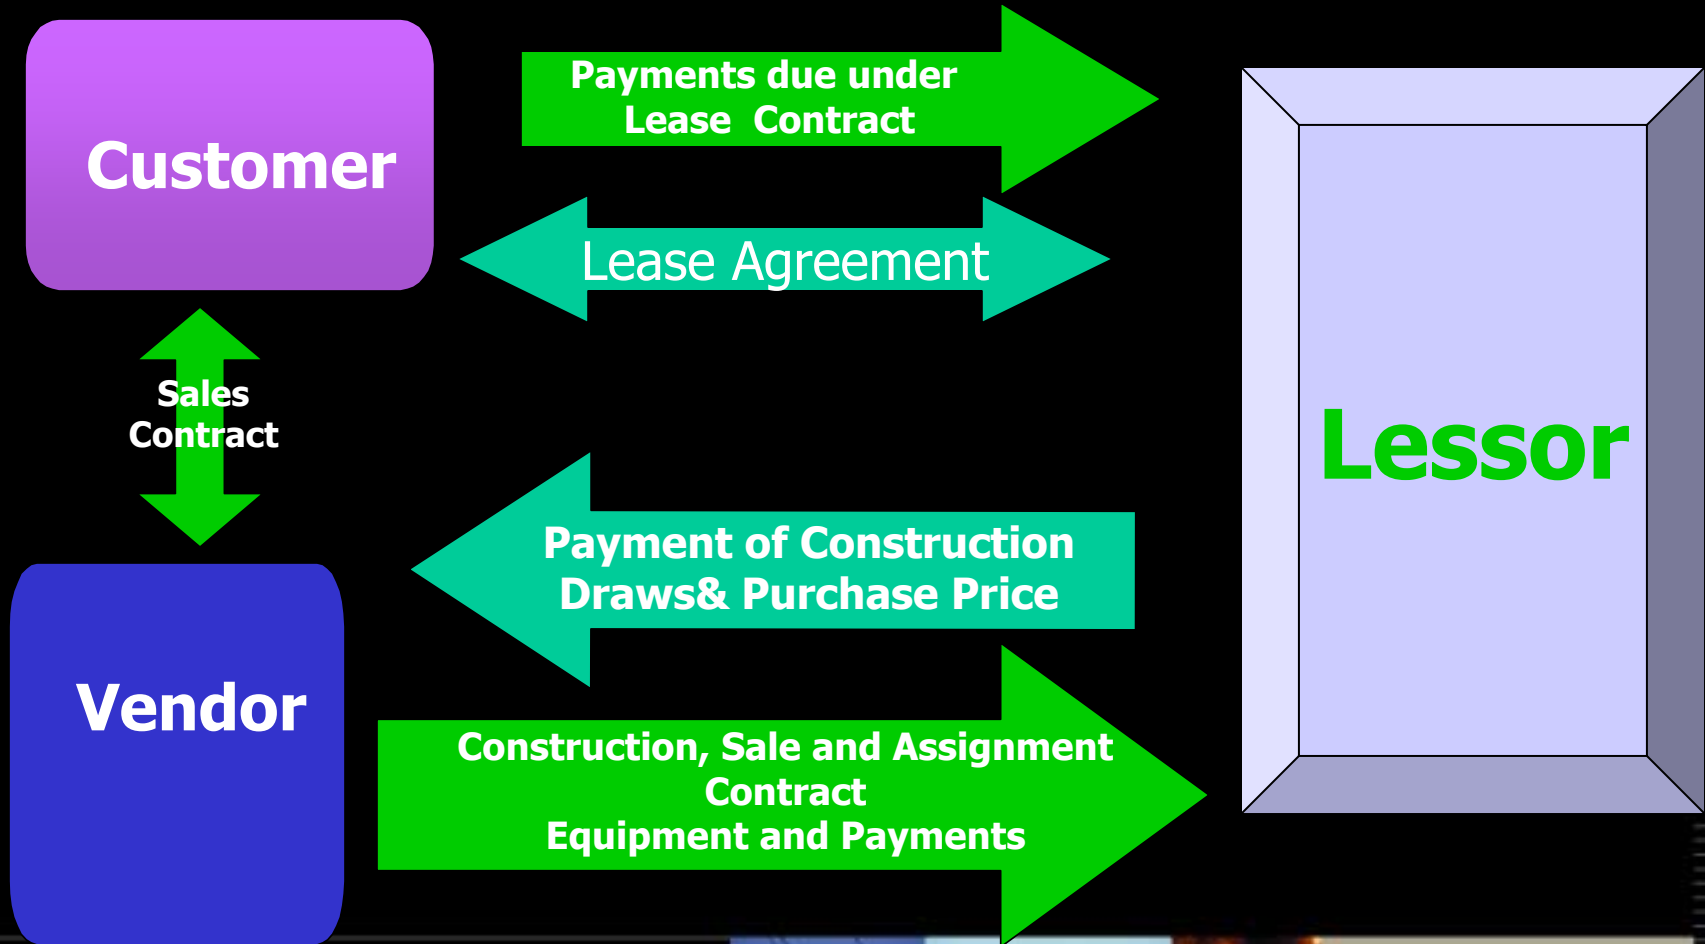 Customer
Payments due under
Lease  Contract
Lease Agreement
Sales
Contract
Lessor
Payment of Construction
Draws& Purchase Price
Vendor
Construction, Sale and Assignment
Contract
Equipment and Payments